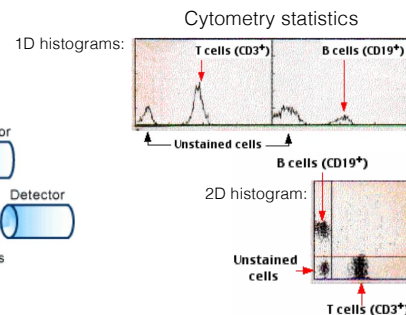 Cytometry statistics
1D histograms:
T cells (CD3+)
B cells (CD19+)
Unstained cells
B cells (CD19+)
or
Detector
s
2D histogram:
Unstained
cells
T cells (CD3+)